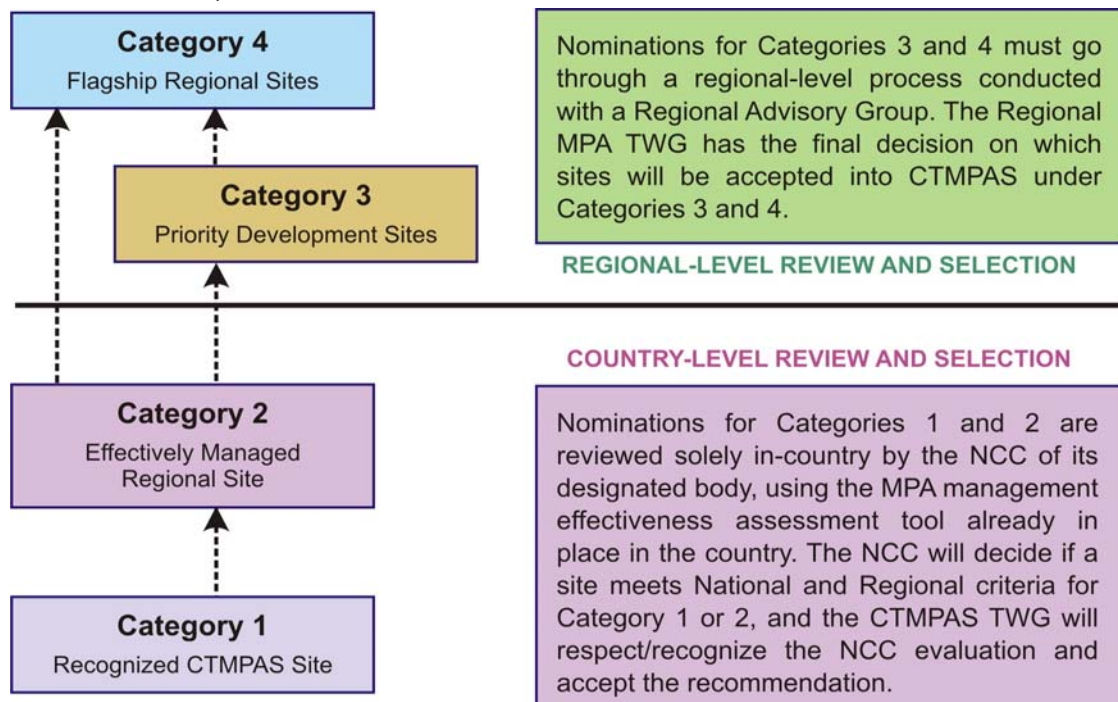 Category 4
Flagship Regional Sites
Category 3
Priority Development Sites
Nominations for Categories 3 and 4 must go
through a regional-level process conducted
with a Regional Advisory Group. The Regional
MPA TWG has the final decision on which
sites will be accepted into CTMPAS under
Categories 3 and 4.
REGIONAL-LEVEL REVIEW AND SELECTION
COUNTRY-LEVEL REVIEW AND SELECTION
Category 2
Effectively Managed
Regional Site
Category 1
Recognized CTMPAS Site
Nominations for Categories 1 and 2 are
reviewed solely in-country by the NCC of its
designated body, using the MPA management
effectiveness assessment tool already in
place in the country. The NCC will decide if a
site meets National and Regional criteria for
Category 1 or 2, and the CTMPAS TWG will
respect/recognize the NCC evaluation and
accept the recommendation.